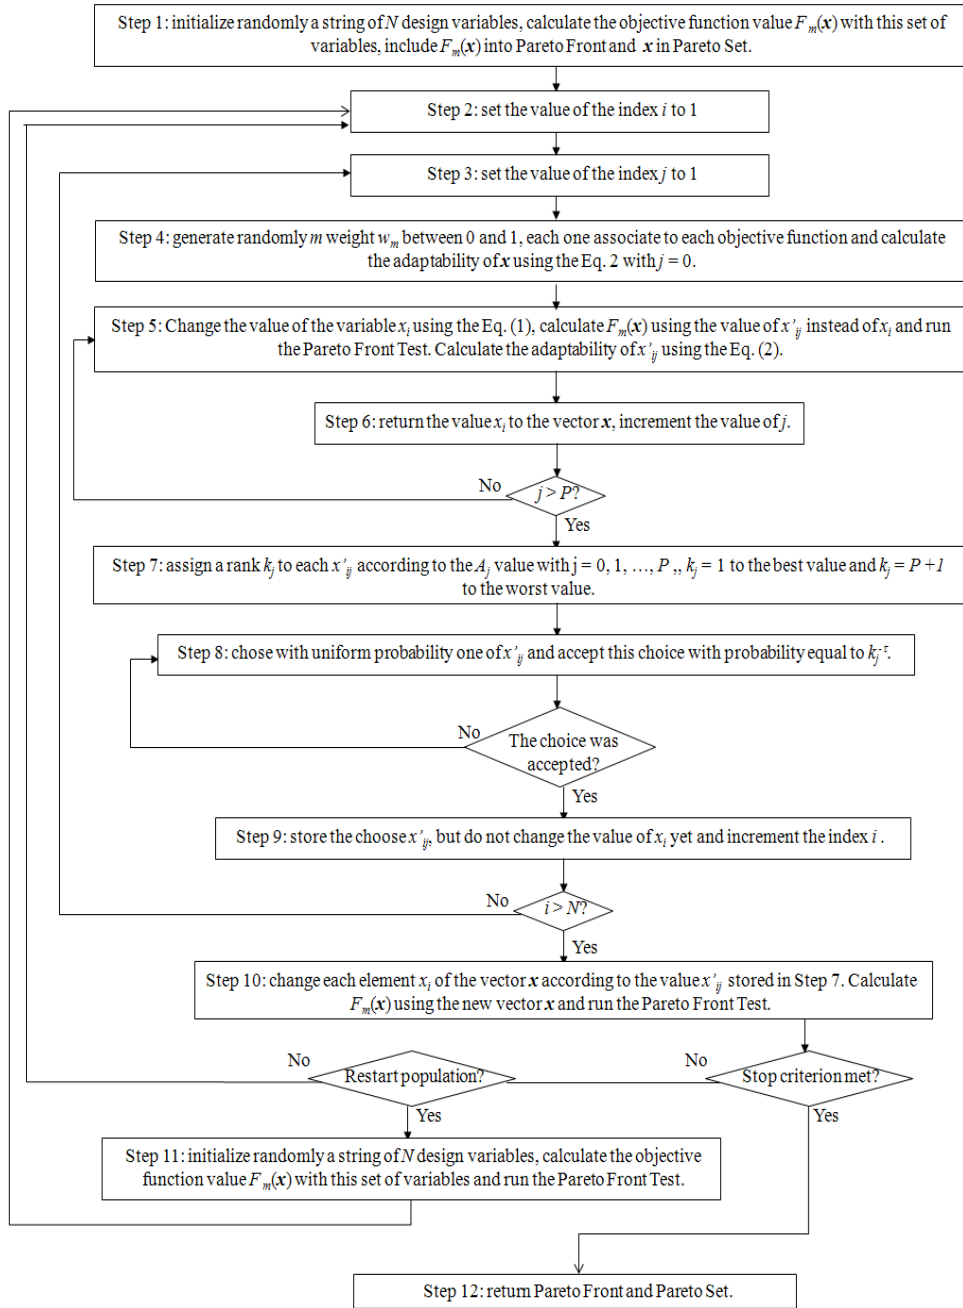 Step 1: initialize randomly a string of N design variables, calculate the objective function value Fm(x) with this set of
variables, include Fm(x) into Pareto Front and x in Pareto Set.
Step 2: set the value of the index i to 1
Step 3: set the value of the index j to 1
Step 4: generate randomly m weight wm between 0 and 1, each one associate to each objective function and calculate
the adaptability of x using the Eq. 2 with j = 0.
Step 5: Change the value of the variable xi using the Eq. (1), calculate Fm(x) using the value of x'ij instead of xi and run
the Pareto Front Test. Calculate the adaptability of x'ij using the Eq. (2).
Step 6: return the value xi to the vector x, increment the value of j.
No
j > P?
Yes
Step 7: assign a rank kj to each x'ij according to the Aj value with j = 0, 1, ..., P ,, kj = 1 to the best value and kj = P +1
to the worst value.
Step 8: chose with uniform probability one of x'ij and accept this choice with probability equal to kj^-τ.
No
The choice was
accepted?
Yes
Step 9: store the choose x'ij, but do not change the value of xi yet and increment the index i .
No
i > N?
Yes
Step 10: change each element xi of the vector x according to the value x'ij stored in Step 7. Calculate
Fm(x) using the new vector x and run the Pareto Front Test.
No
Restart population?
No
Stop criterion met?
Yes
Yes
Step 11: initialize randomly a string of N design variables, calculate the objective
function value Fm(x) with this set of variables and run the Pareto Front Test.
Step 12: return Pareto Front and Pareto Set.